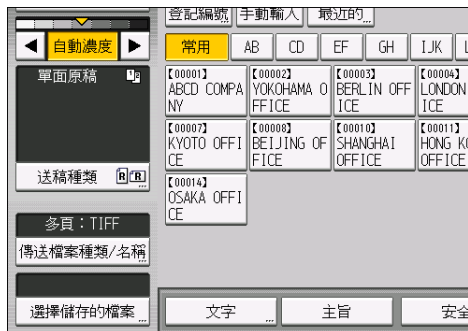 登記編號 手動輸入 最近的
自動濃度
常用 AB CD EF GH IJK
單面原稿
【00001】 【00002】 【00003】 【00004】
ABCD COMPA YOKOHAMA O BERLIN OFF LONDON
NY FFICE ICE ICE
【00007】 【00008】 【00010】 【00011】
KYOTO OFFI BEIJING OF SHANGHAI HONG KO
CE FICE OFFICE OFFICE
送稿種類
【00014】
OSAKA OFFI
CE
多頁：TIFF
傳送檔案種類/名稱
選擇儲存的檔案 文字 主旨 安全